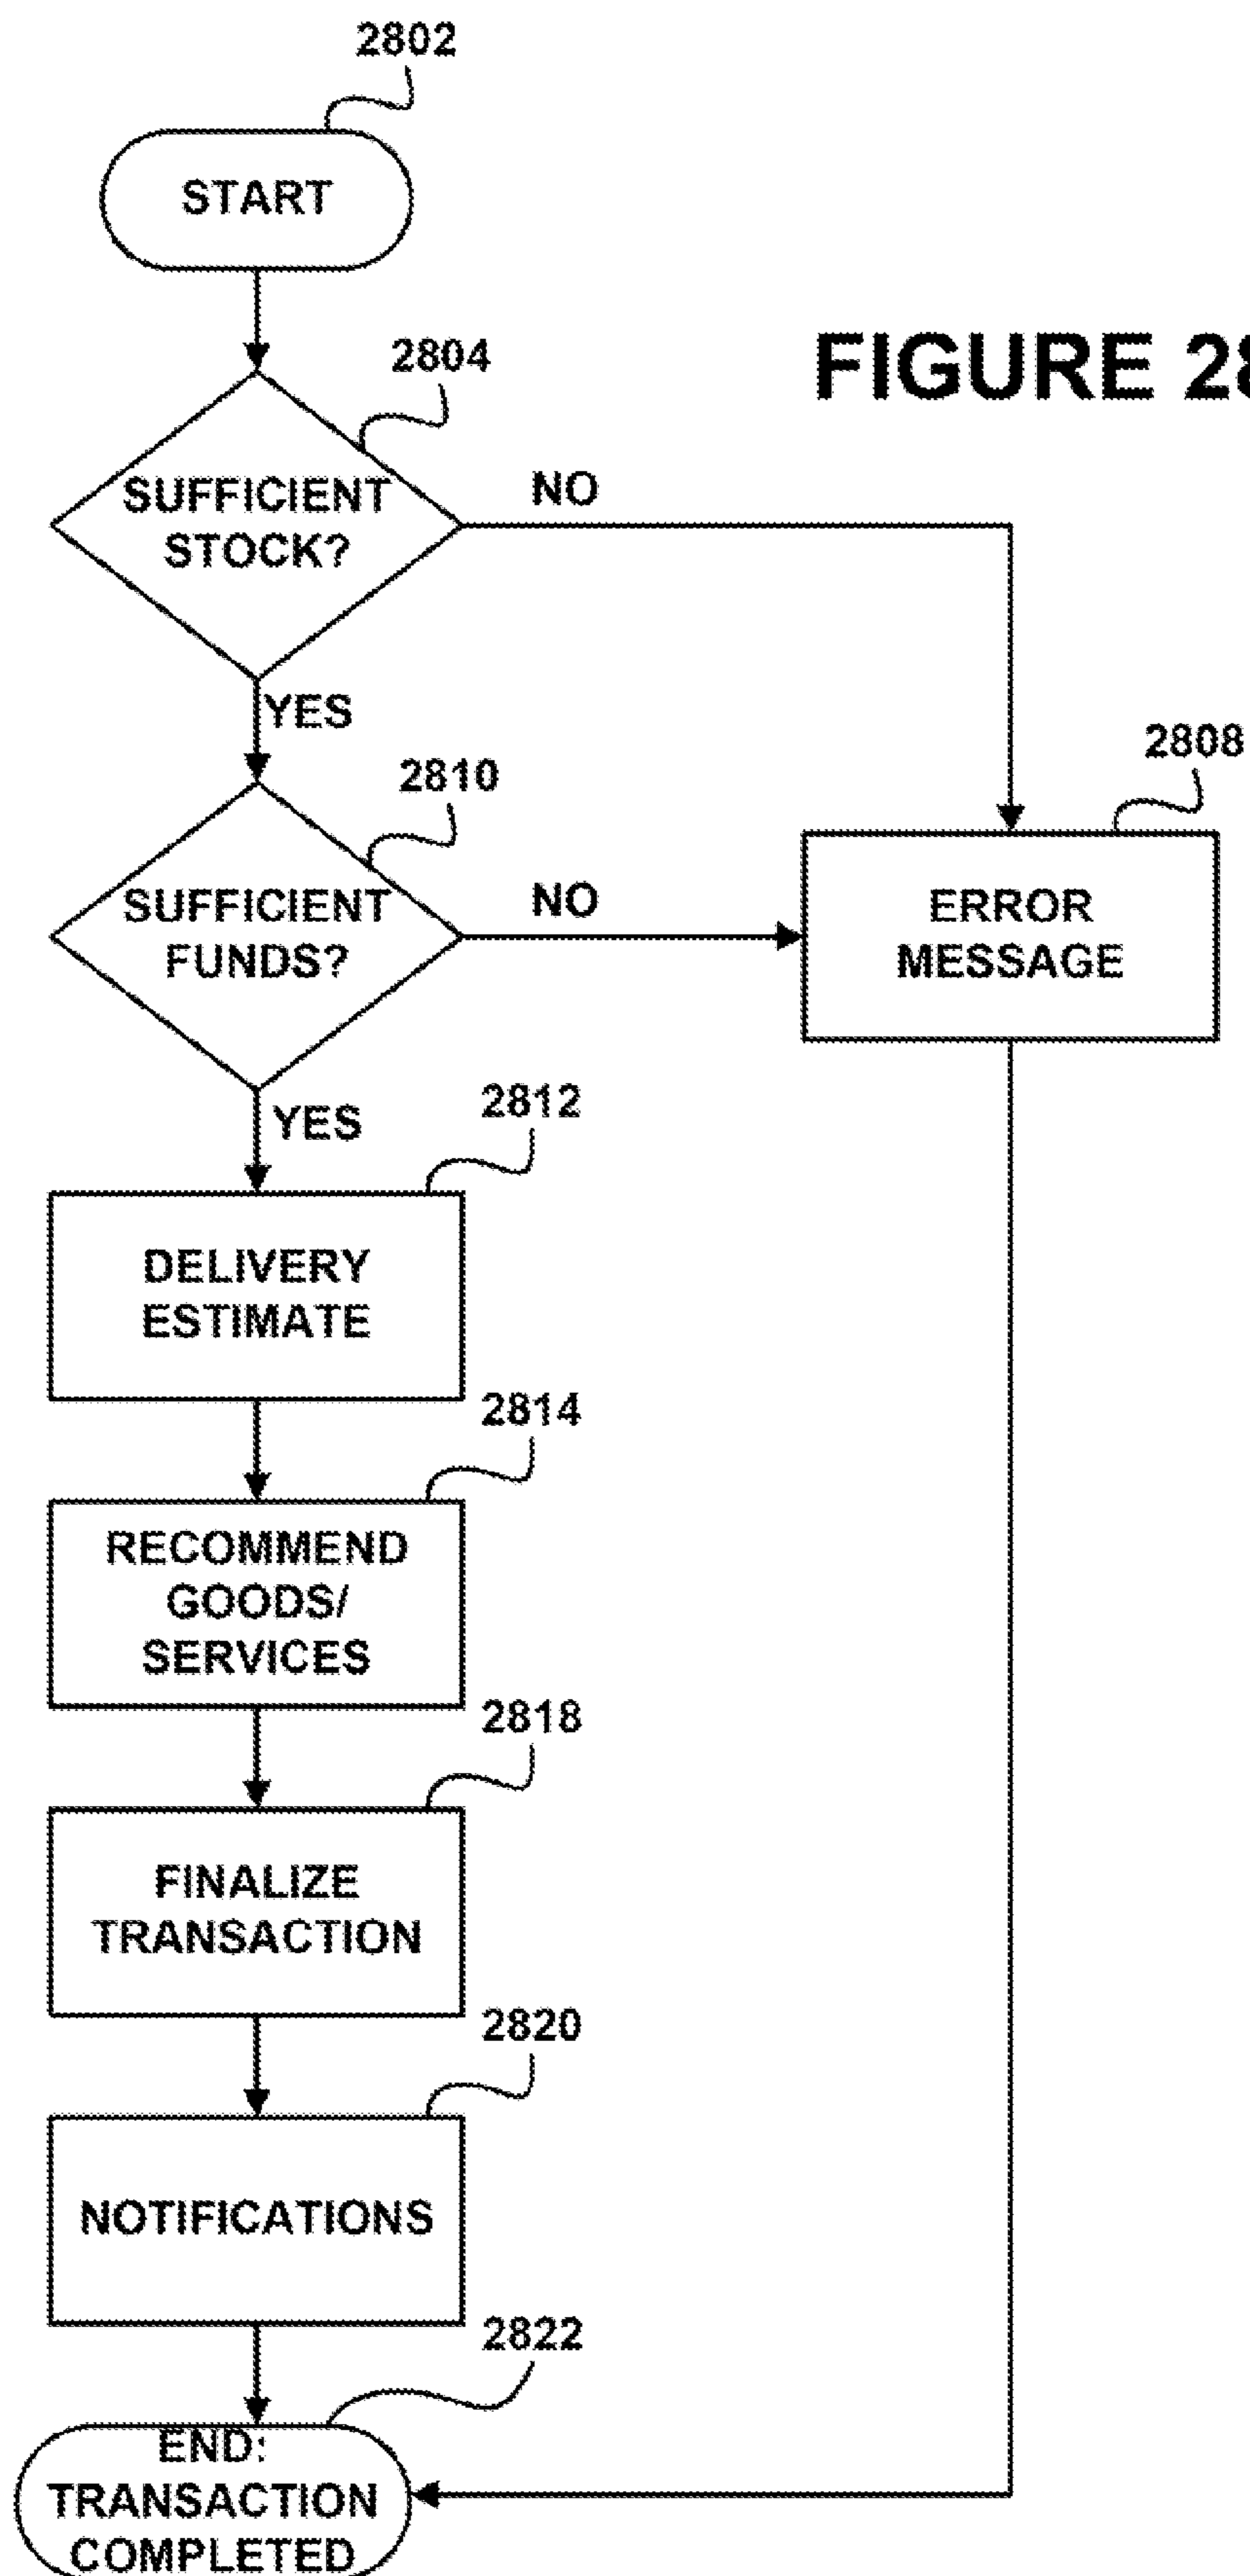 2802
START
FIGURE 28
2804
SUFFICIENT
STOCK?
NO
YES
2810
2808
SUFFICIENT
FUNDS?
NO
ERROR
MESSAGE
YES
2812
DELIVERY
ESTIMATE
2814
RECOMMEND
GOODS/
SERVICES
2818
FINALIZE
TRANSACTION
2820
NOTIFICATIONS
2822
END:
TRANSACTION
COMPLETED